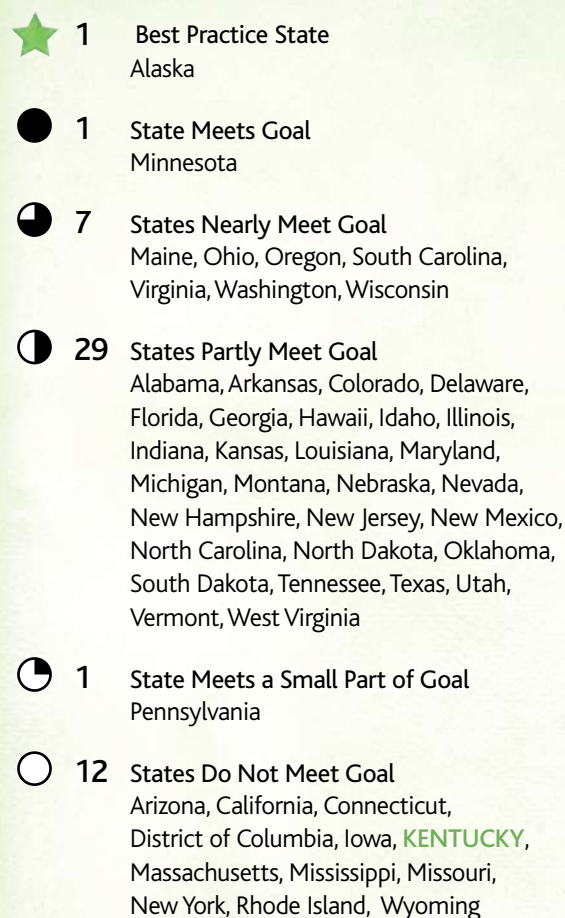 1 Best Practice State
Alaska
1 State Meets Goal
Minnesota
7 States Nearly Meet Goal
Maine, Ohio, Oregon, South Carolina,
Virginia, Washington, Wisconsin
29 States Partly Meet Goal
Alabama, Arkansas, Colorado, Delaware,
Florida, Georgia, Hawaii, Idaho, Illinois,
Indiana, Kansas, Louisiana, Maryland,
Michigan, Montana, Nebraska, Nevada,
New Hampshire, New Jersey, New Mexico,
North Carolina, North Dakota, Oklahoma,
South Dakota, Tennessee, Texas, Utah,
Vermont, West Virginia
1 State Meets a Small Part of Goal
Pennsylvania
12 States Do Not Meet Goal
Arizona, California, Connecticut,
District of Columbia, Iowa, KENTUCKY,
Massachusetts, Mississippi, Missouri,
New York, Rhode Island, Wyoming